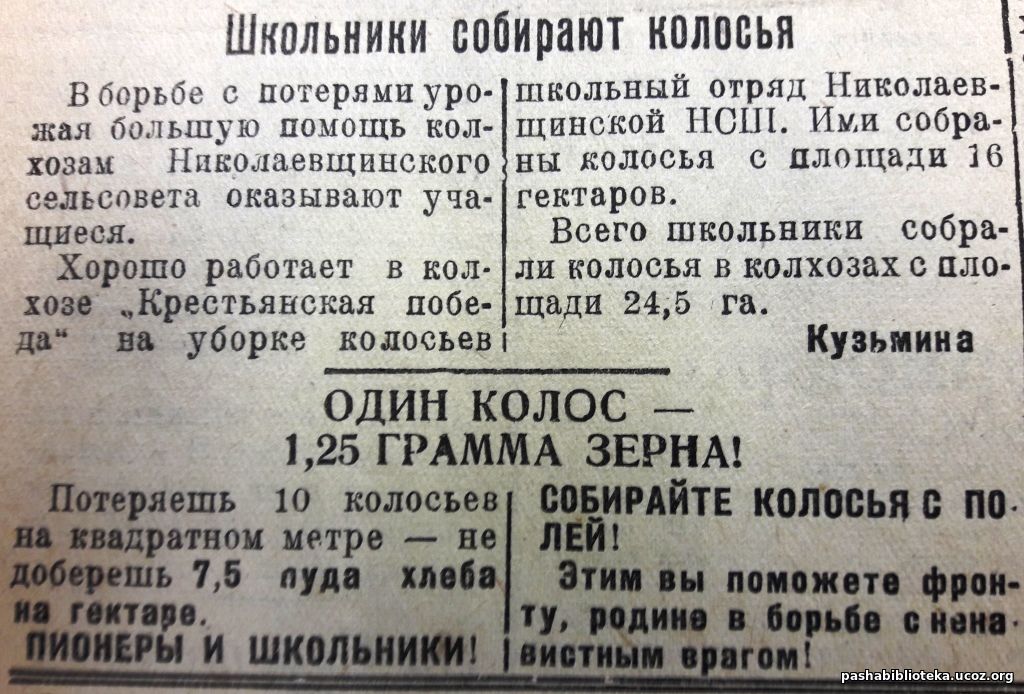 Школьники собирают колосья
В борьбе с потерями уро-
жая большую помощь кол-
хозам Николаевщинского
сельсовета оказывают уча-
щиеся.
Хорошо работает в кол-
хозе „Крестьянская побе-
да“ на уборке колосьев
школьный отряд Николаев-
щинской НСШ. Ими собра-
ны колосья с площади 16
гектаров.
Всего школьники собра-
ли колосья в колхозах с пло-
щади 24,5 га.
Кузьмина
ОДИН КОЛОС —
1,25 ГРАММА ЗЕРНА!
Потеряешь 10 колосьев
на квадратном метре — не
доберешь 7,5 пуда хлеба
на гектаре.
ПИОНЕРЫ И ШКОЛЬНИКИ!
СОБИРАЙТЕ КОЛОСЬЯ С ПО-
ЛЕЙ!
Этим вы поможете фрон-
ту, родине в борьбе с нена-
вистным врагом!
pashabiblioteka.ucoz.org